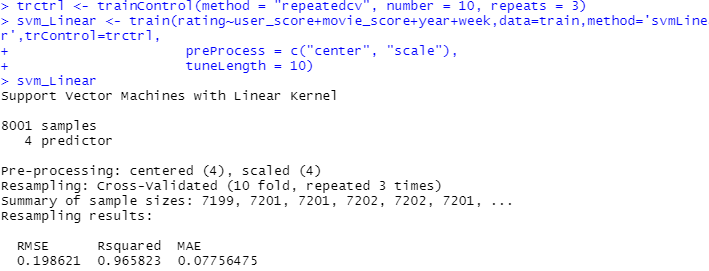 > trctrl <- trainControl(method = "repeatedcv", number = 10, repeats = 3)
> svm_Linear <- train(rating~user_score+movie_score+year+week,data=train,method='svmLine
r',trControl=trctrl,
+                     preProcess = c("center", "scale"),
+                     tuneLength = 10)
> svm_Linear
Support Vector Machines with Linear Kernel

8001 samples
   4 predictor

Pre-processing: centered (4), scaled (4)
Resampling: Cross-Validated (10 fold, repeated 3 times)
Summary of sample sizes: 7199, 7201, 7201, 7202, 7202, 7201, ...
Resampling results:

  RMSE      Rsquared  MAE
  0.198621  0.965823  0.07756475